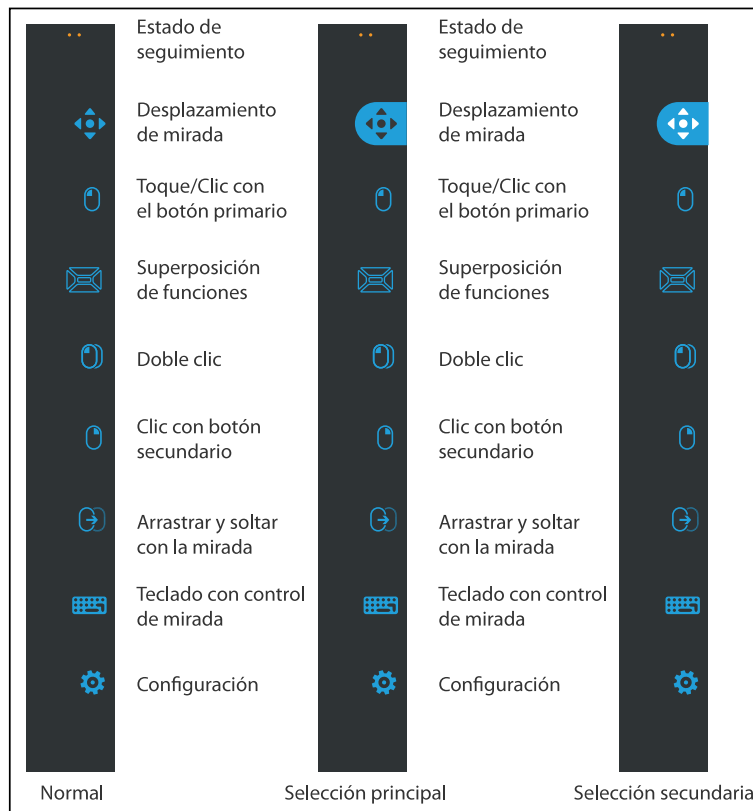 Estado de
seguimiento
Desplazamiento
de mirada
Toque/Clic con
el botón primario
Superposición
de funciones
Doble clic
Clic con botón
secundario
Arrastrar y soltar
con la mirada
Teclado con control
de mirada
Configuración
Normal
Estado de
seguimiento
Desplazamiento
de mirada
Toque/Clic con
el botón primario
Superposición
de funciones
Doble clic
Clic con botón
secundario
Arrastrar y soltar
con la mirada
Teclado con control
de mirada
Configuración
Selección principal
Selección secundaria